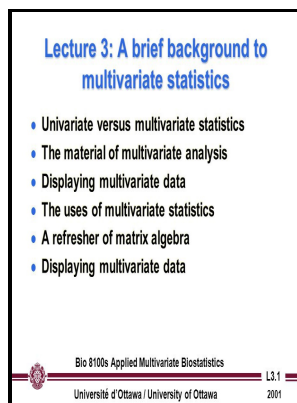 Lecture 3: A brief background to
multivariate statistics
• Univariate versus multivariate statistics
• The material of multivariate analysis
• Displaying multivariate data
• The uses of multivariate statistics
• A refresher of matrix algebra
• Displaying multivariate data
Bio 8100s Applied Multivariate Biostatistics
L3.1
Université d'Ottawa / University of Ottawa
2001